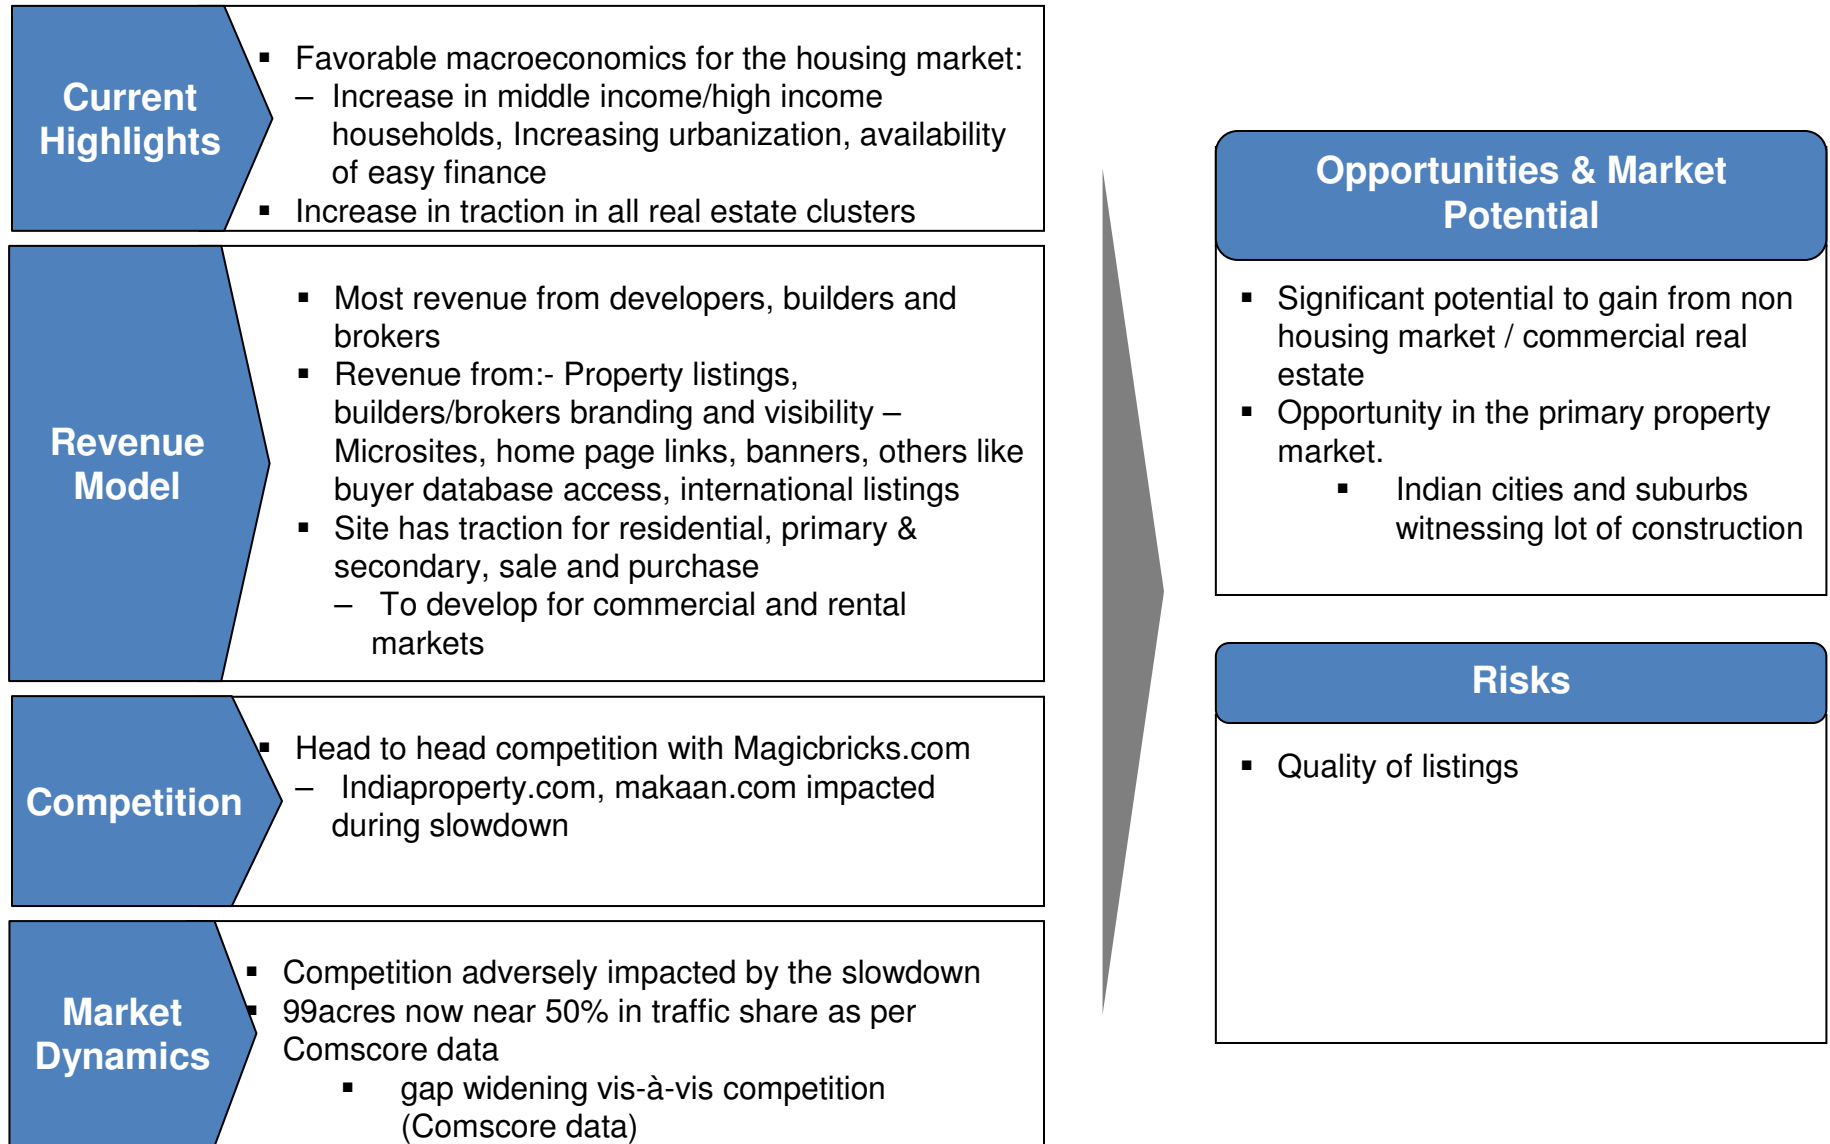 Current
Highlights
▪ Favorable macroeconomics for the housing market:
– Increase in middle income/high income
households, Increasing urbanization, availability
of easy finance
▪ Increase in traction in all real estate clusters
Revenue
Model
▪ Most revenue from developers, builders and
brokers
▪ Revenue from:- Property listings,
builders/brokers branding and visibility –
Microsites, home page links, banners, others like
buyer database access, international listings
▪ Site has traction for residential, primary &
secondary, sale and purchase
– To develop for commercial and rental
markets
Competition
▪ Head to head competition with Magicbricks.com
– Indiaproperty.com, makaan.com impacted
during slowdown
Market
Dynamics
▪ Competition adversely impacted by the slowdown
▪ 99acres now near 50% in traffic share as per
Comscore data
▪ gap widening vis-à-vis competition
(Comscore data)
Opportunities & Market
Potential
▪ Significant potential to gain from non
housing market / commercial real
estate
▪ Opportunity in the primary property
market.
▪ Indian cities and suburbs
witnessing lot of construction
Risks
▪ Quality of listings